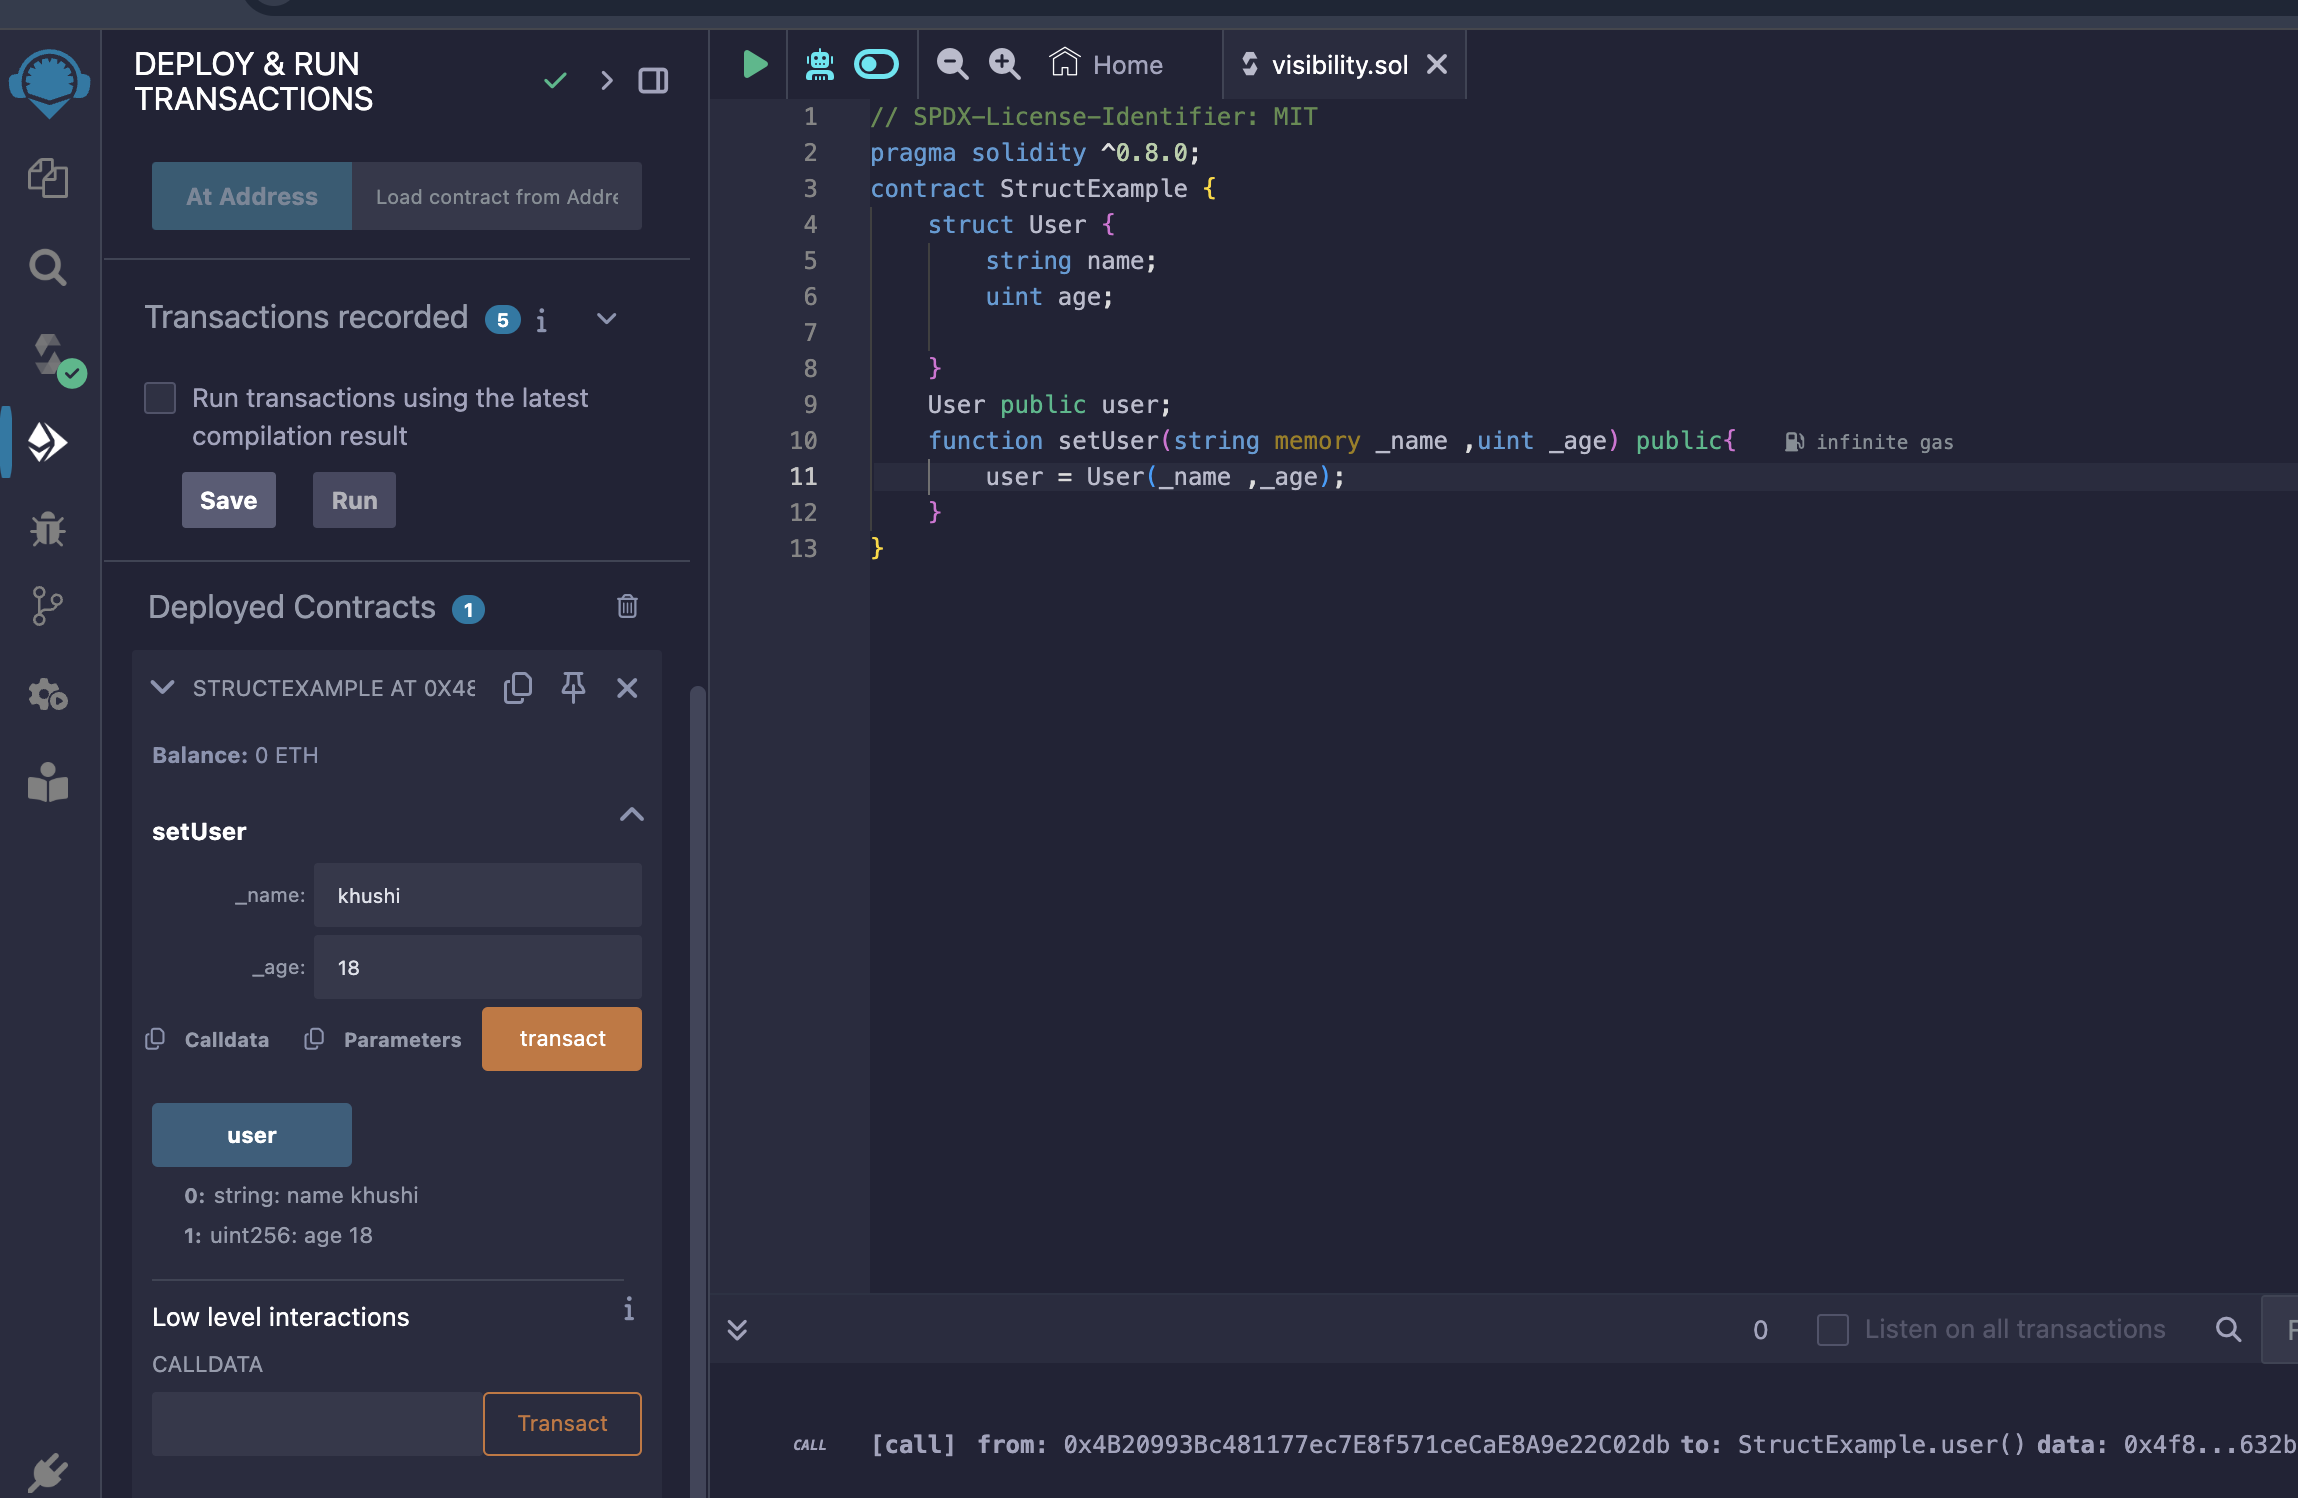 DEPLOY & RUN
TRANSACTIONS
At Address Load contract from Addre
Transactions recorded 5 i
Run transactions using the latest
compilation result
Save Run
Deployed Contracts 1
STRUCTEXAMPLE AT 0X48
Balance: 0 ETH
setUser
_name: khushi
_age: 18
Calldata Parameters transact
user
0: string: name khushi
1: uint256: age 18
Low level interactions i
CALLDATA
Transact
Home visibility.sol
1 // SPDX-License-Identifier: MIT
2 pragma solidity ^0.8.0;
3 contract StructExample {
4 struct User {
5 string name;
6 uint age;
7
8 }
9 User public user;
10 function setUser(string memory _name ,uint _age) public{ infinite gas
11 user = User(_name ,_age);
12 }
13 }
0 Listen on all transactions
CALL [call] from: 0x4B20993Bc481177ec7E8f571ceCaE8A9e22C02db to: StructExample.user() data: 0x4f8...632b